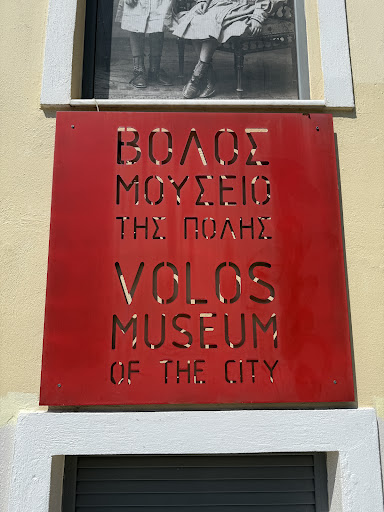 ΒΟΛΟΣ
ΜΟΥΣΕΙΟ
ΤΗΣ ΠΟΛΗΣ
VOLOS
MUSEUM
OF THE CITY